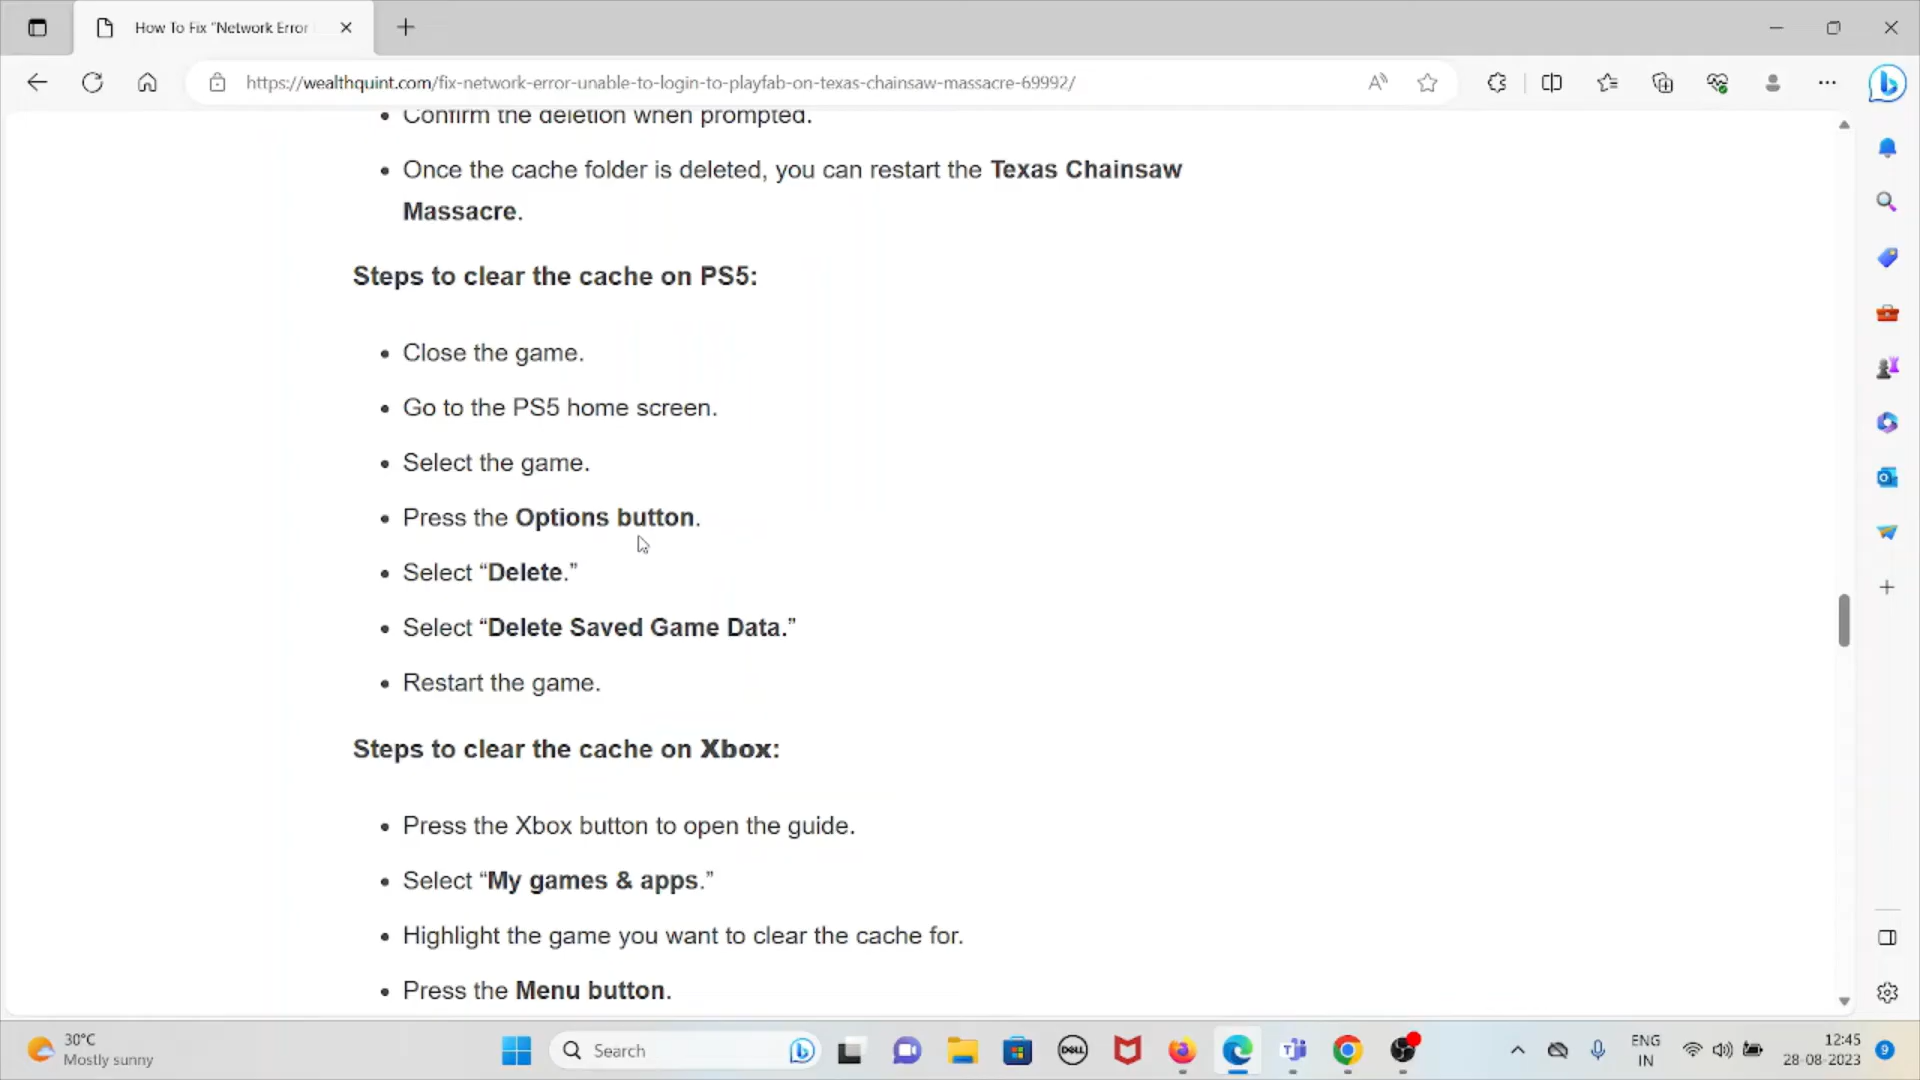 How To Fix "Network Error
https://wealthquint.com/fix-network-error-unable-to-login-to-playfab-on-texas-chainsaw-massacre-69992/
Confirm the deletion when prompted.
Once the cache folder is deleted, you can restart the Texas Chainsaw
Massacre.
Steps to clear the cache on PS5:
Close the game.
Go to the PS5 home screen.
Select the game.
Press the Options button.
Select “Delete.”
Select “Delete Saved Game Data.”
Restart the game.
Steps to clear the cache on Xbox:
Press the Xbox button to open the guide.
Select “My games & apps.”
Highlight the game you want to clear the cache for.
Press the Menu button.
30°C
Mostly sunny
Search
DELL
ENG
IN
12:45
28-08-2023
9